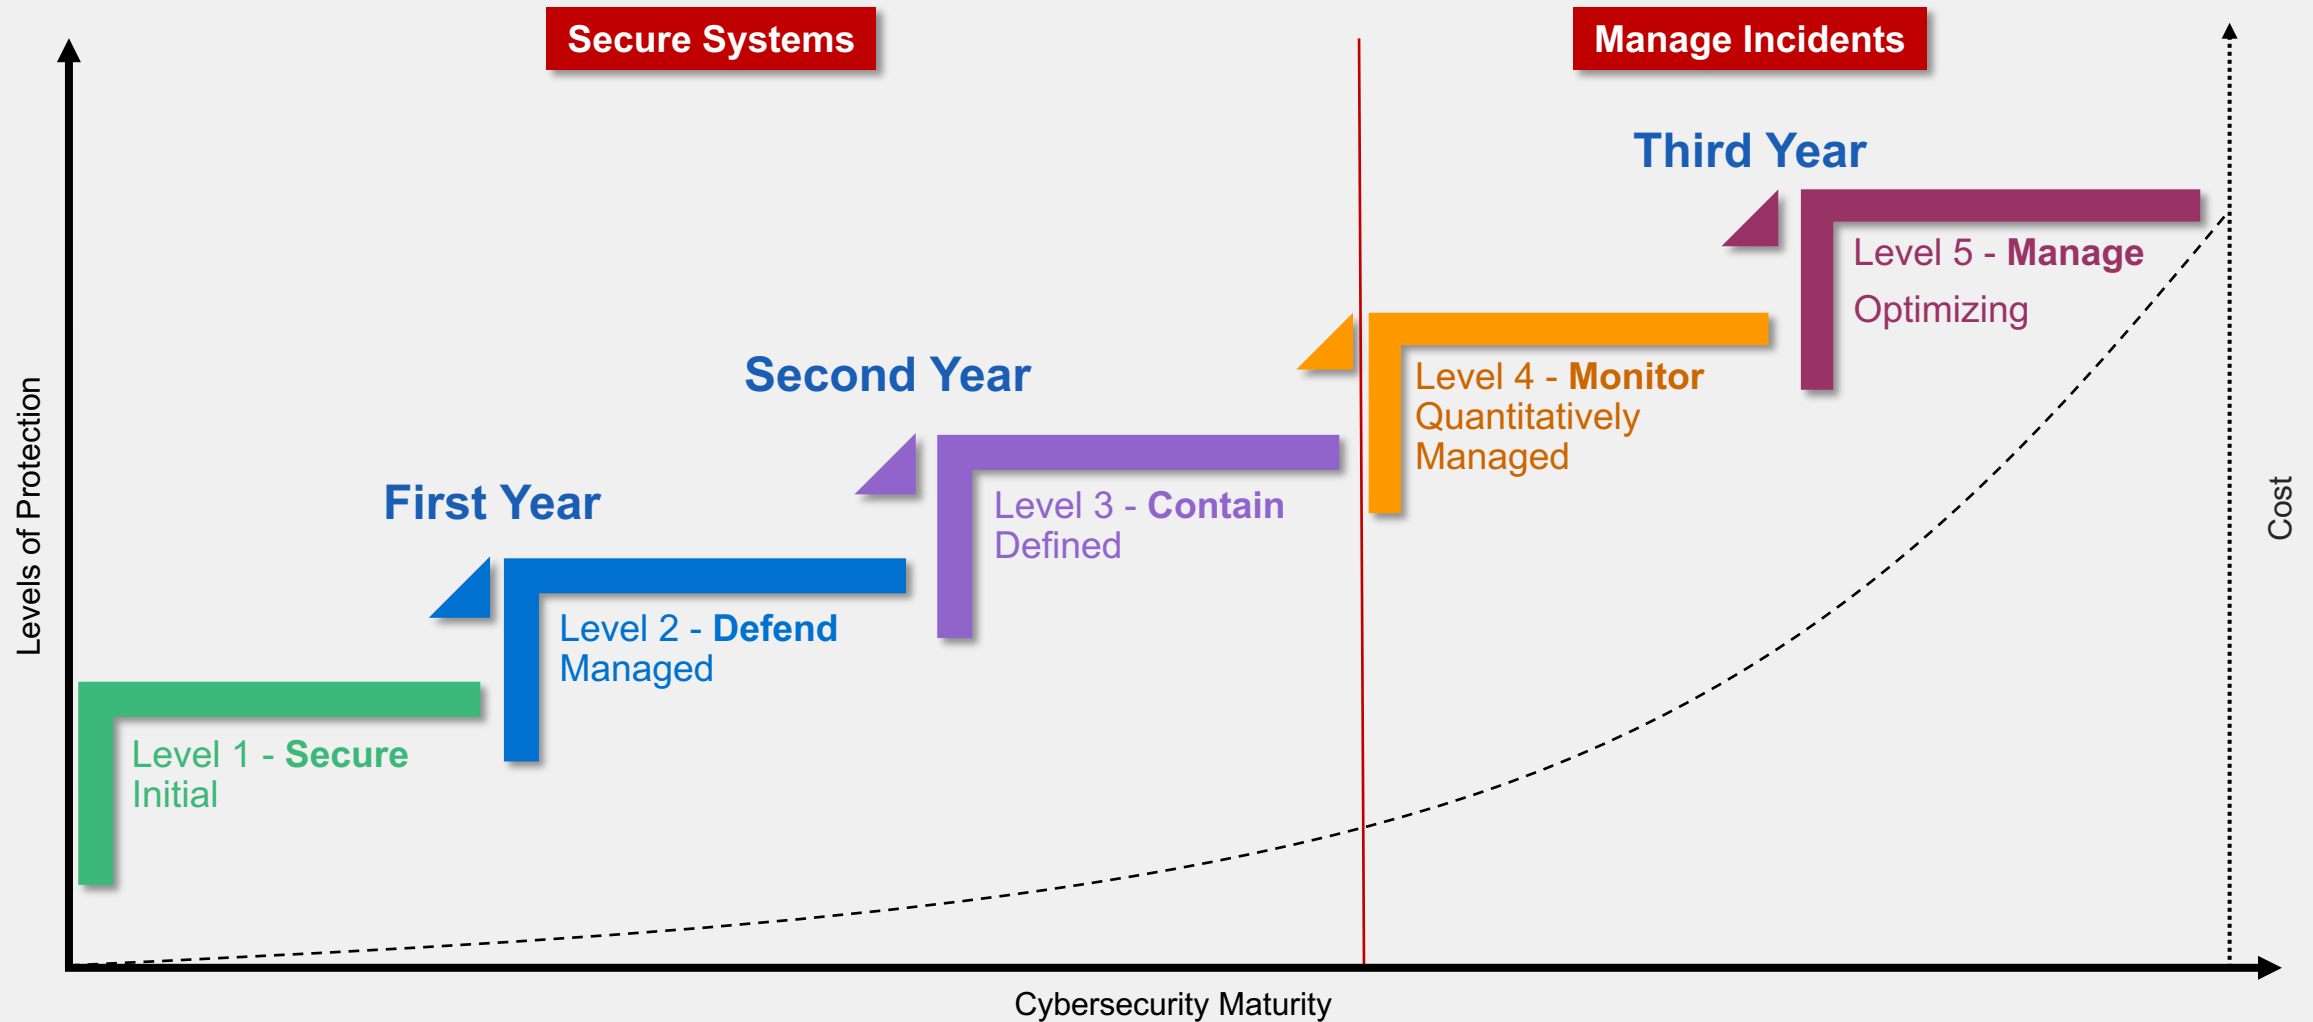 Secure Systems
Manage Incidents
Third Year
Level 5 - Manage
Optimizing
Second Year
Level 4 - Monitor
Quantitatively
Managed
First Year
Level 3 - Contain
Defined
Level 2 - Defend
Managed
Level 1 - Secure
Initial
Levels of Protection
Cost
Cybersecurity Maturity